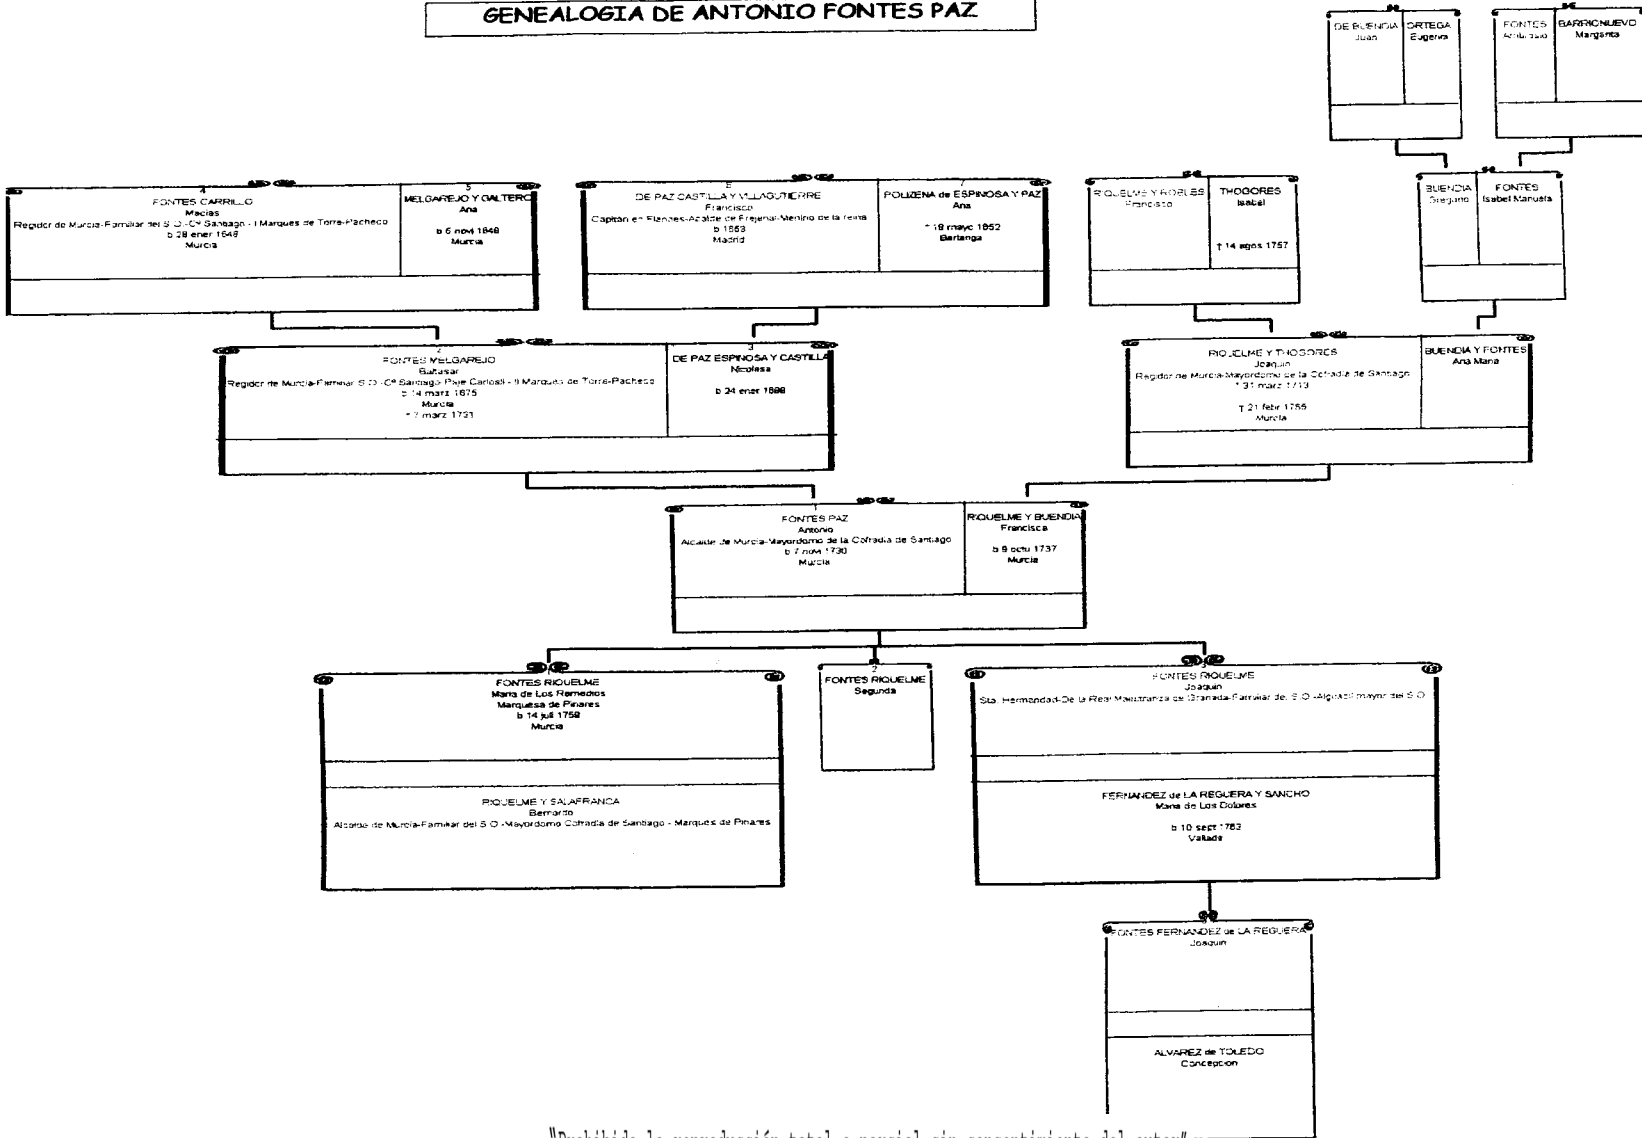 GENEALOGIA DE ANTONIO FONTES PAZ
DE BUENDIA
Juan
ORTEGA
Eugenia
FONTES
BARRIONUEVO
Margarita
4
FONTES CARRILLO
Macias
Regidor de Murcia-Familiar del S.O.-Cº Santiago - I Marques de Torre-Pacheco
b 28 ener 1648
Murcia
5
MELGAREJO Y GALTERO
Ana
b 6 novi 1648
Murcia
6
DE PAZ CASTILLA Y VILLAGUTIERRE
Francisco
Capitan en Flandes-Alcalde de Frejenal-Menino de la reina
b 1653
Madrid
7
POLIZENA de ESPINOSA Y PAZ
Ana
* 18 mayo 1652
Berlanga
RIQUELME Y ROBLES
Francisco
THOGORES
Isabel
† 14 agos 1757
BUENDIA
Gregorio
FONTES
Isabel Manuela
2
FONTES MELGAREJO
Baltasar
Regidor de Murcia-Familiar S.O.-Cº Santiago-Paje CarlosII - II Marques de Torre-Pacheco
b 14 marz 1675
Murcia
7 marz 1731
3
DE PAZ ESPINOSA Y CASTILLA
Nicolasa
b 24 ener 1698
RIQUELME Y THOGORES
Joaquin
Regidor de Murcia-Mayordomo de la Cofradia de Santiago
* 31 marz 1713
† 21 febr 1755
Murcia
BUENDIA Y FONTES
Ana Maria
FONTES PAZ
Antonio
Alcalde de Murcia-Mayordomo de la Cofradia de Santiago
b 7 novi 1730
Murcia
RIQUELME Y BUENDIA
Francisca
b 9 octu 1737
Murcia
FONTES RIQUELME
Maria de Los Remedios
Marquesa de Pinares
b 14 juli 1759
Murcia
RIQUELME Y SALAFRANCA
Bernardo
Alcalde de Murcia-Familiar del S.O.-Mayordomo Cofradia de Santiago - Marques de Pinares
2
FONTES RIQUELME
Segunda
3
FONTES RIQUELME
Joaquin
Sta. Hermandad-De la Real Maestranza de Granada-Familiar del S.O.-Alguacil mayor del S.O.
FERNANDEZ de LA REGUERA Y SANCHO
Maria de Los Dolores
b 10 sept 1763
Vallada
FONTES FERNANDEZ de LA REGUERA
Joaquin
ALVAREZ de TOLEDO
Concepcion
"Prohibida la reproducción total o parcial sin consentimiento del autor"